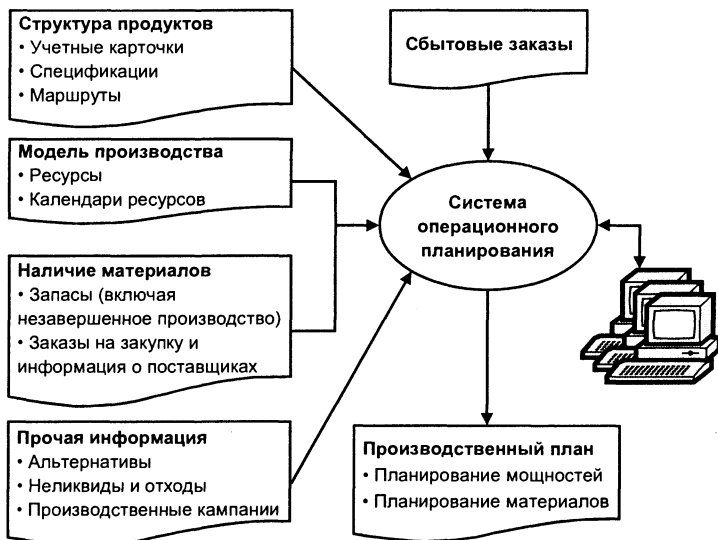 Структура продуктов
• Учетные карточки
• Спецификации
• Маршруты
Сбытовые заказы
Модель производства
• Ресурсы
• Календари ресурсов
Система
операционного
планирования
Наличие материалов
• Запасы (включая
незавершенное производство)
• Заказы на закупку и
информация о поставщиках
Прочая информация
• Альтернативы
• Неликвиды и отходы
• Производственные кампании
Производственный план
• Планирование мощностей
• Планирование материалов